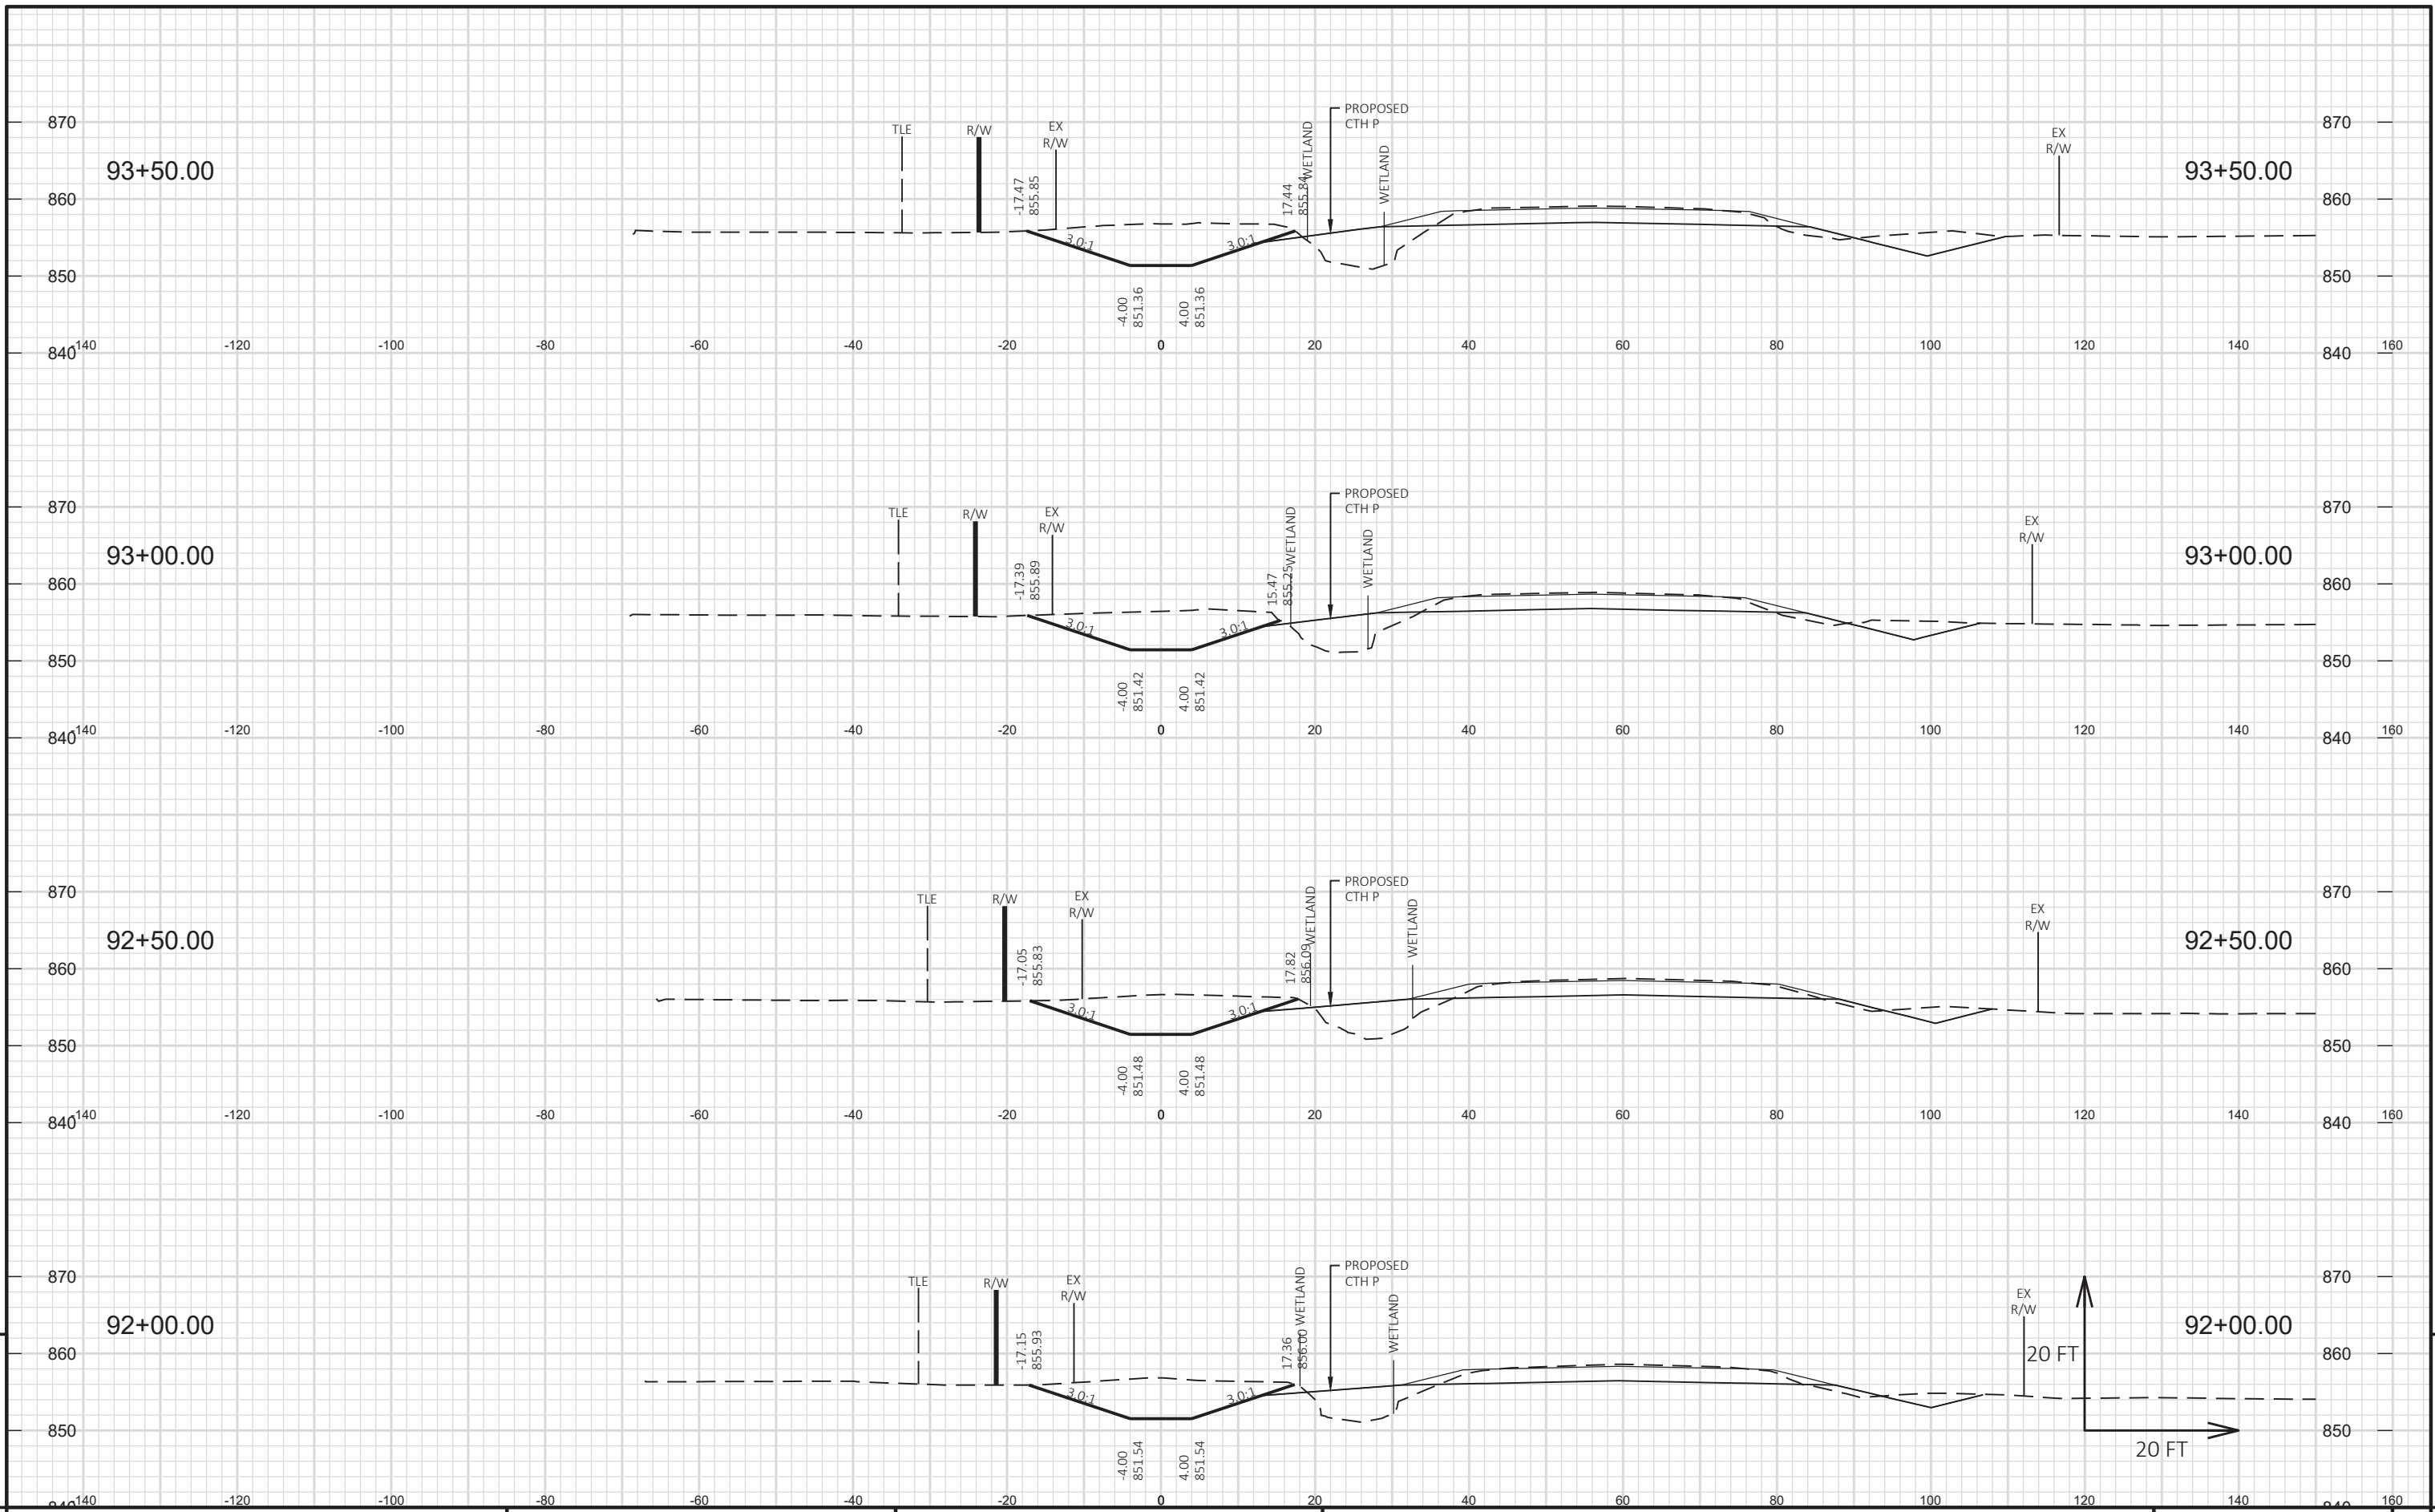 870
870
TLE
R/W
EX
R/W
PROPOSED
CTH P
WETLAND
WETLAND
EX
R/W
93+50.00
93+50.00
860
860
-17.47
855.85
17.44
855.84
3.0:1
3.0:1
850
850
-4.00
851.36
4.00
851.36
840
-140 -120 -100 -80 -60 -40 -20 0 20 40 60 80 100 120 140 160
840
870
870
TLE
R/W
EX
R/W
PROPOSED
CTH P
WETLAND
WETLAND
EX
R/W
93+00.00
93+00.00
860
860
-17.39
855.89
15.47
855.25
3.0:1
3.0:1
850
850
-4.00
851.42
4.00
851.42
840
-140 -120 -100 -80 -60 -40 -20 0 20 40 60 80 100 120 140 160
840
870
870
TLE
R/W
EX
R/W
PROPOSED
CTH P
WETLAND
WETLAND
EX
R/W
92+50.00
92+50.00
860
860
-17.05
855.83
17.82
856.09
3.0:1
3.0:1
850
850
-4.00
851.48
4.00
851.48
840
-140 -120 -100 -80 -60 -40 -20 0 20 40 60 80 100 120 140 160
840
870
870
TLE
R/W
EX
R/W
PROPOSED
CTH P
WETLAND
WETLAND
EX
R/W
92+00.00
92+00.00
860
860
20 FT
-17.15
855.93
17.36
856.00
3.0:1
3.0:1
850
850
20 FT
-4.00
851.54
4.00
851.54
840
-140 -120 -100 -80 -60 -40 -20 0 20 40 60 80 100 120 140 160
840